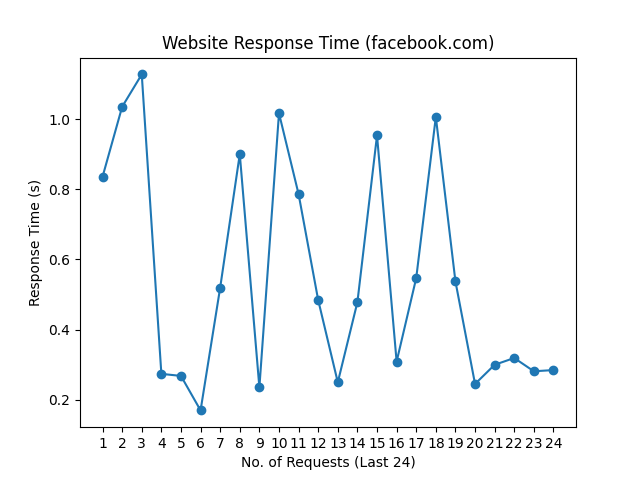 Website Response Time (facebook.com)
1.0
0.8
0.6
0.4
0.2
Response Time (s)
1 2 3 4 5 6 7 8 9 10 11 12 13 14 15 16 17 18 19 20 21 22 23 24
No. of Requests (Last 24)